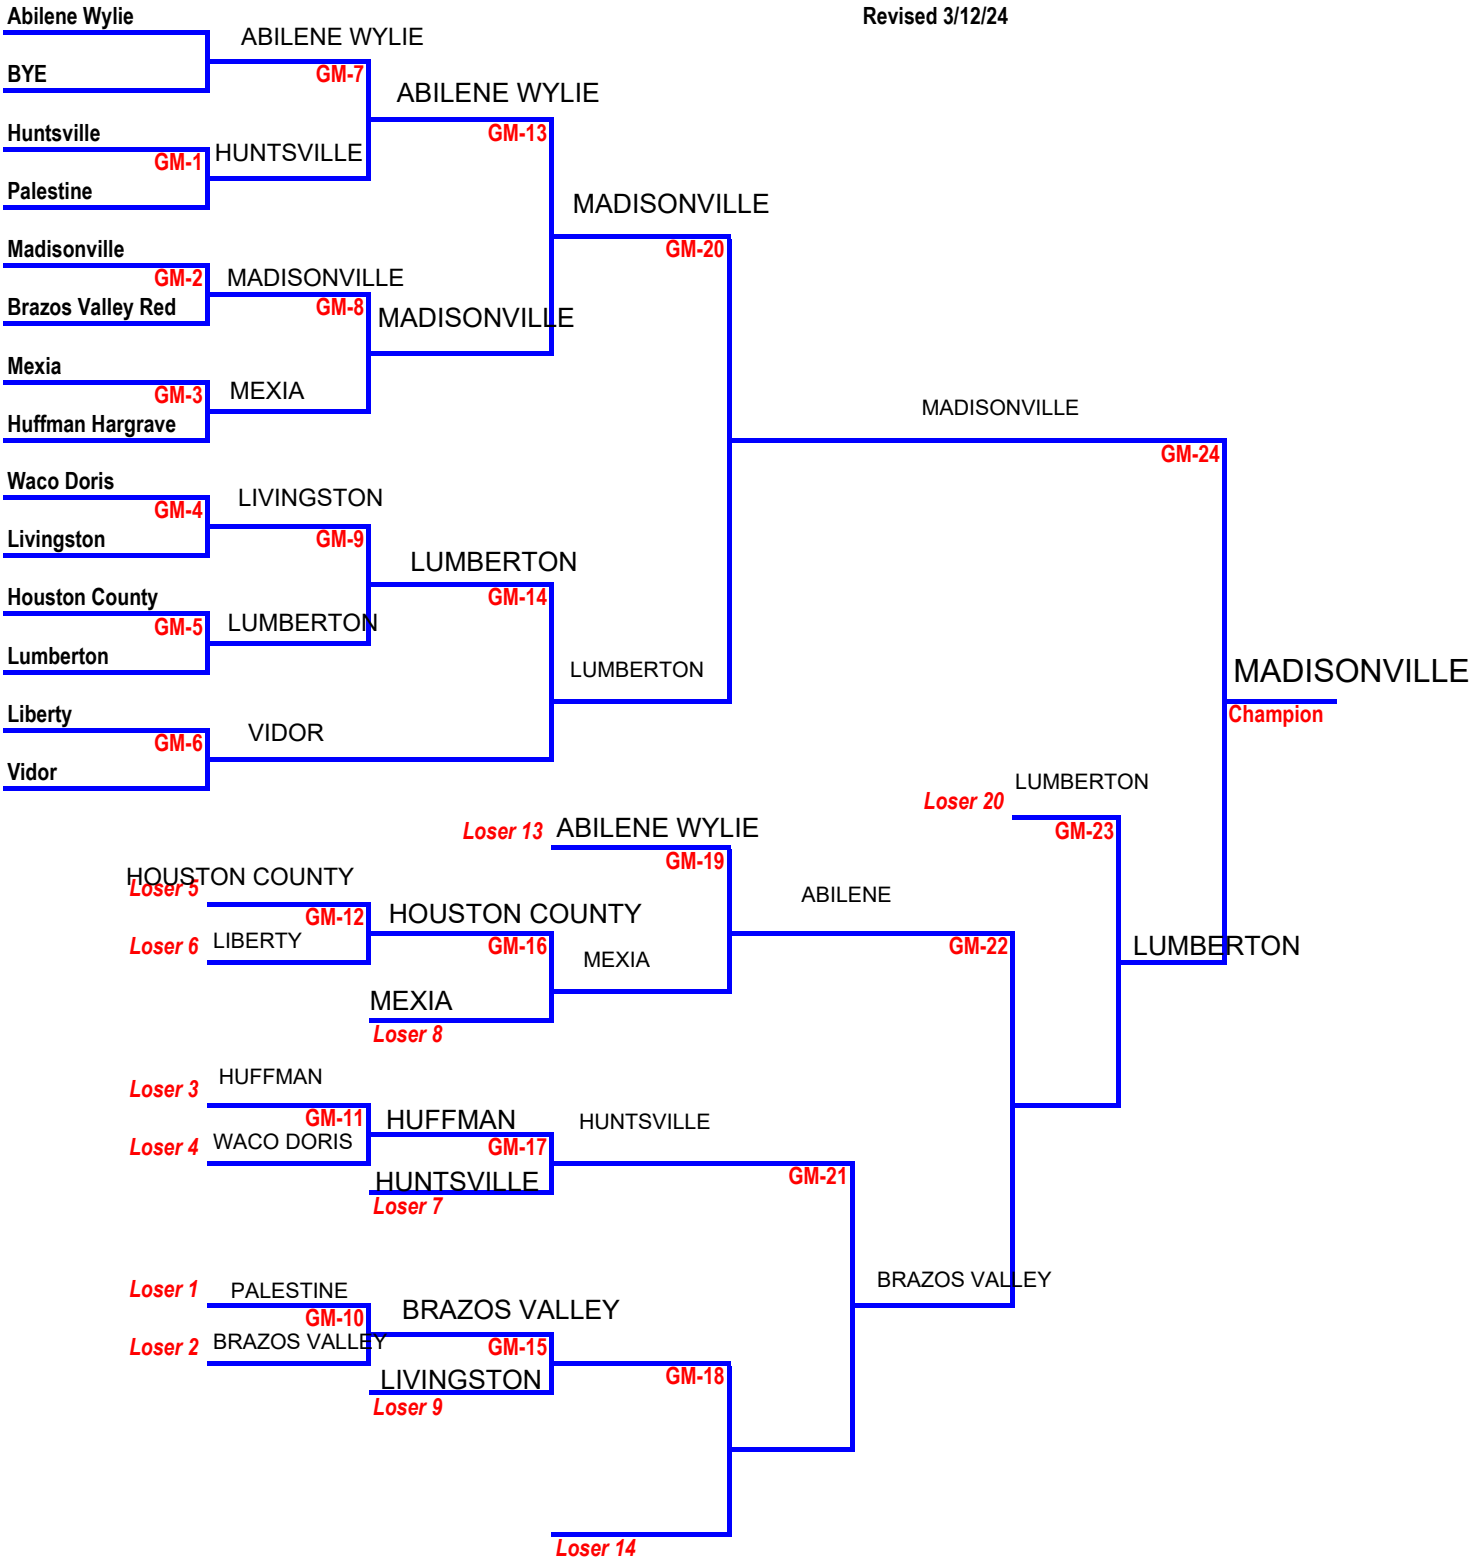 Abilene Wylie
Revised 3/12/24
ABILENE WYLIE
BYE
GM-7
ABILENE WYLIE
Huntsville
GM-13
GM-1
HUNTSVILLE
Palestine
MADISONVILLE
Madisonville
GM-20
GM-2
MADISONVILLE
Brazos Valley Red
GM-8
MADISONVILLE
Mexia
GM-3
MEXIA
Huffman Hargrave
MADISONVILLE
GM-24
Waco Doris
LIVINGSTON
GM-4
Livingston
GM-9
LUMBERTON
Houston County
GM-14
GM-5
LUMBERTON
Lumberton
LUMBERTON
MADISONVILLE
Liberty
Champion
GM-6
VIDOR
Vidor
LUMBERTON
Loser 20
GM-23
Loser 13
ABILENE WYLIE
GM-19
HOUSTON COUNTY
Loser 5
ABILENE
GM-12
HOUSTON COUNTY
Loser 6
LIBERTY
GM-16
GM-22
LUMBERTON
MEXIA
MEXIA
Loser 8
Loser 3
HUFFMAN
GM-11
HUFFMAN
HUNTSVILLE
Loser 4
WACO DORIS
GM-17
GM-21
HUNTSVILLE
Loser 7
Loser 1
PALESTINE
BRAZOS VALLEY
GM-10
BRAZOS VALLEY
Loser 2
BRAZOS VALLEY
GM-15
LIVINGSTON
GM-18
Loser 9
Loser 14